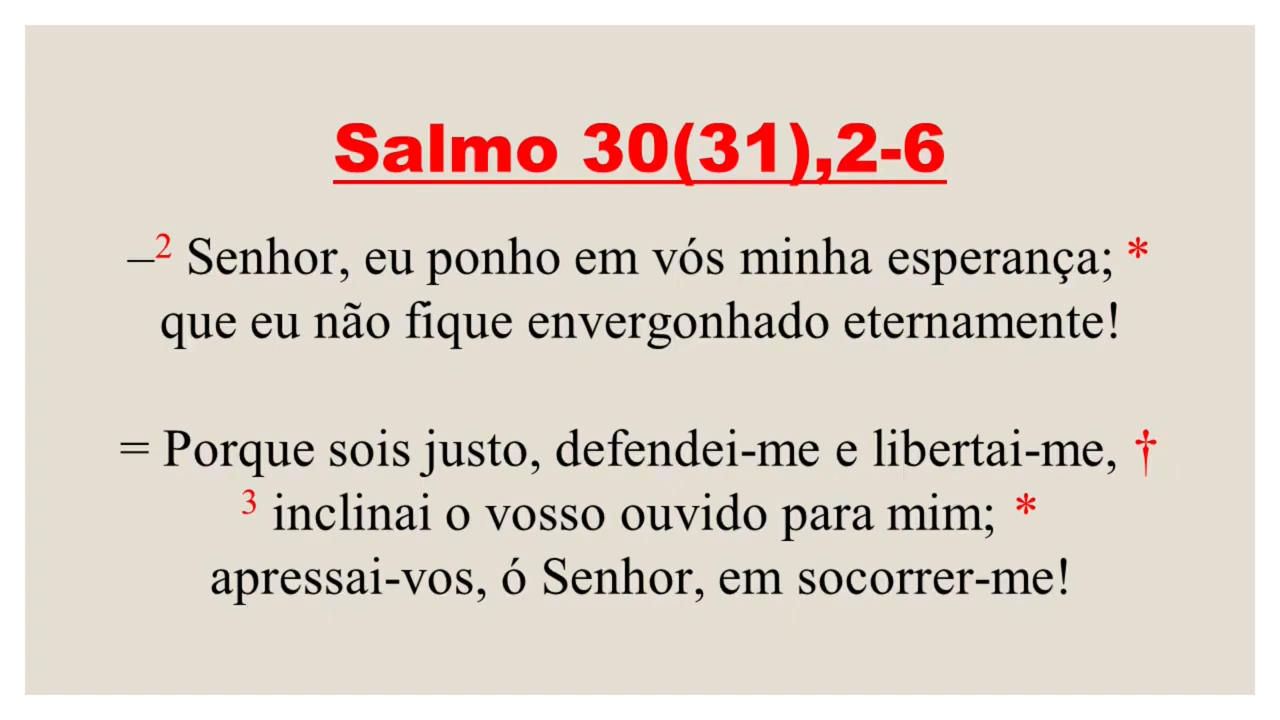 Salmo 30(31),2-6
–² Senhor, eu ponho em vós minha esperança; *
que eu não fique envergonhado eternamente!
= Porque sois justo, defendei-me e libertai-me, †
³ inclinai o vosso ouvido para mim; *
apressai-vos, ó Senhor, em socorrer-me!